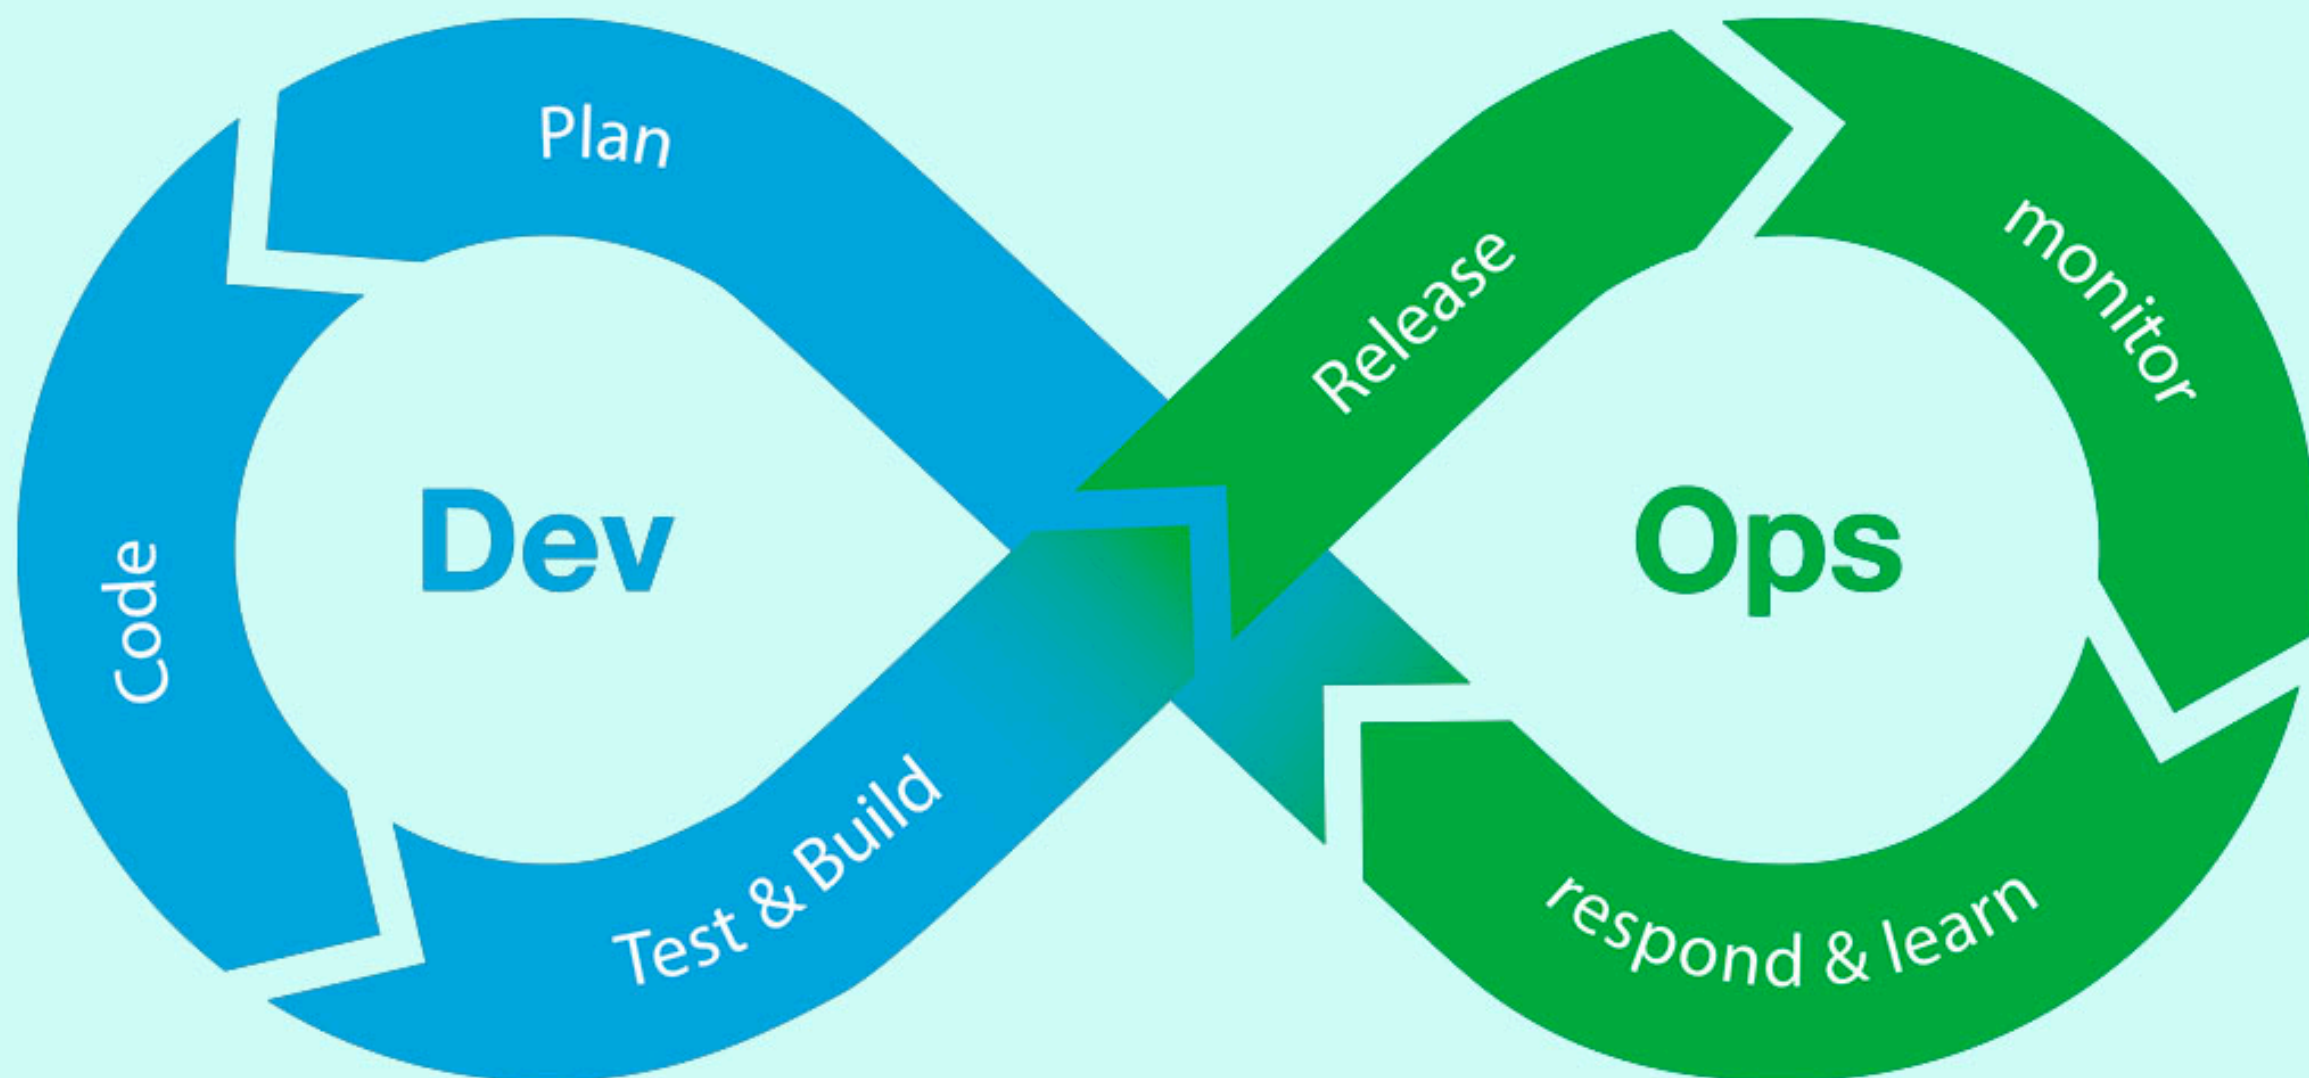 Plan
Code
Dev
Test & Build
Release
monitor
Ops
respond & learn